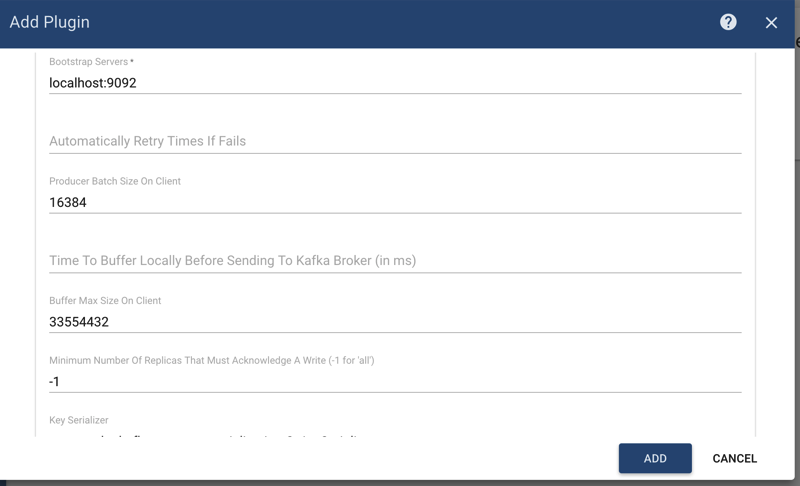 Add Plugin
Bootstrap Servers *
localhost:9092
Automatically Retry Times If Fails
Producer Batch Size On Client
16384
Time To Buffer Locally Before Sending To Kafka Broker (in ms)
Buffer Max Size On Client
33554432
Minimum Number Of Replicas That Must Acknowledge A Write (-1 for 'all')
-1
Key Serializer
ADD CANCEL